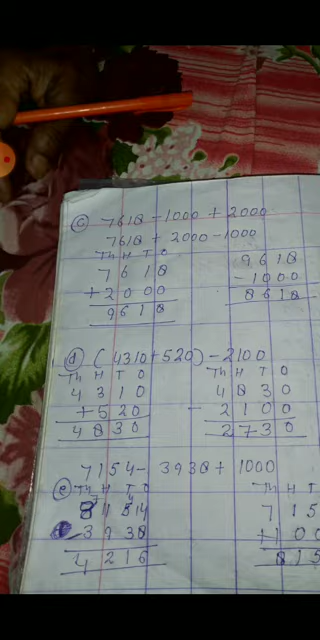 (c) 7618 - 1000 + 2000
7618 + 2000 - 1000
Th H T O
7 6 1 8
+ 2 0 0 0
9 6 1 8
9 6 1 8
- 1 0 0 0
8 6 1 8
(d) (4310+520) - 2100
Th H T O
4 3 1 0
+ 5 2 0
4 8 3 0
Th H T O
4 8 3 0
- 2 1 0 0
2 7 3 0
7154 - 3938 + 1000
(e) Th H T O
7 4
8 11 5 14
- 3 9 3 8
4 2 1 6
Th H T
7 1 5
+ 1 0 0
8 1 5